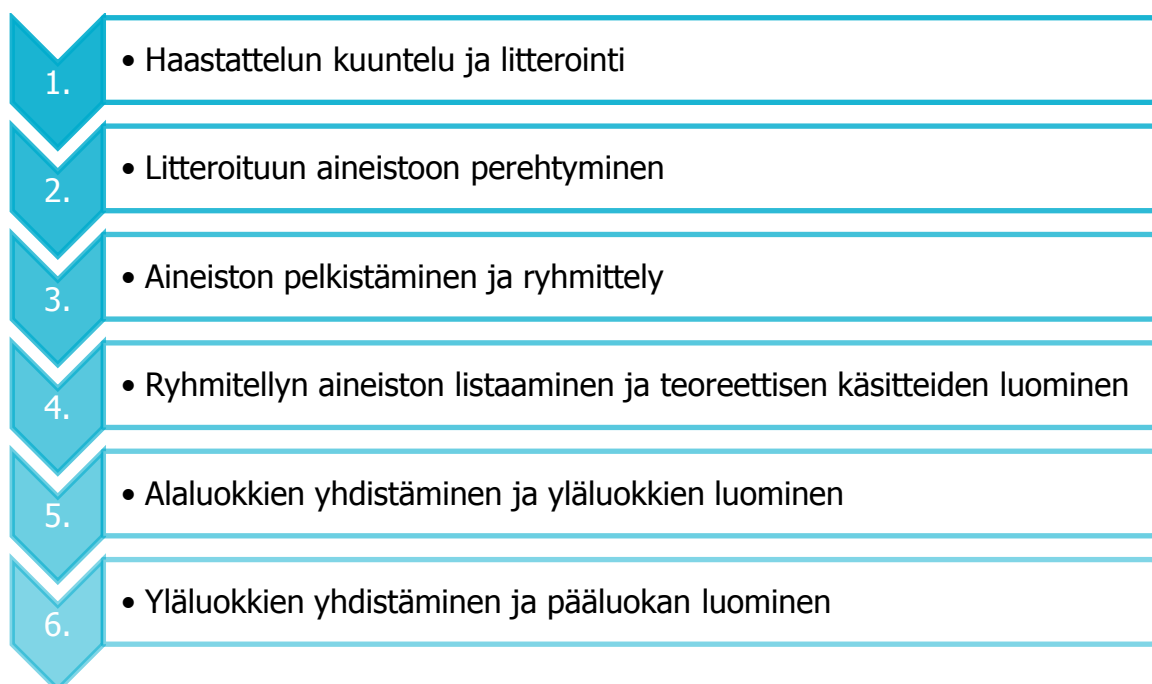 1. • Haastattelun kuuntelu ja litterointi
2. • Litteroituun aineistoon perehtyminen
3. • Aineiston pelkistäminen ja ryhmittely
4. • Ryhmitellyn aineiston listaaminen ja teoreettisen käsitteiden luominen
5. • Alaluokkien yhdistäminen ja yläluokkien luominen
6. • Yläluokkien yhdistäminen ja pääluokan luominen